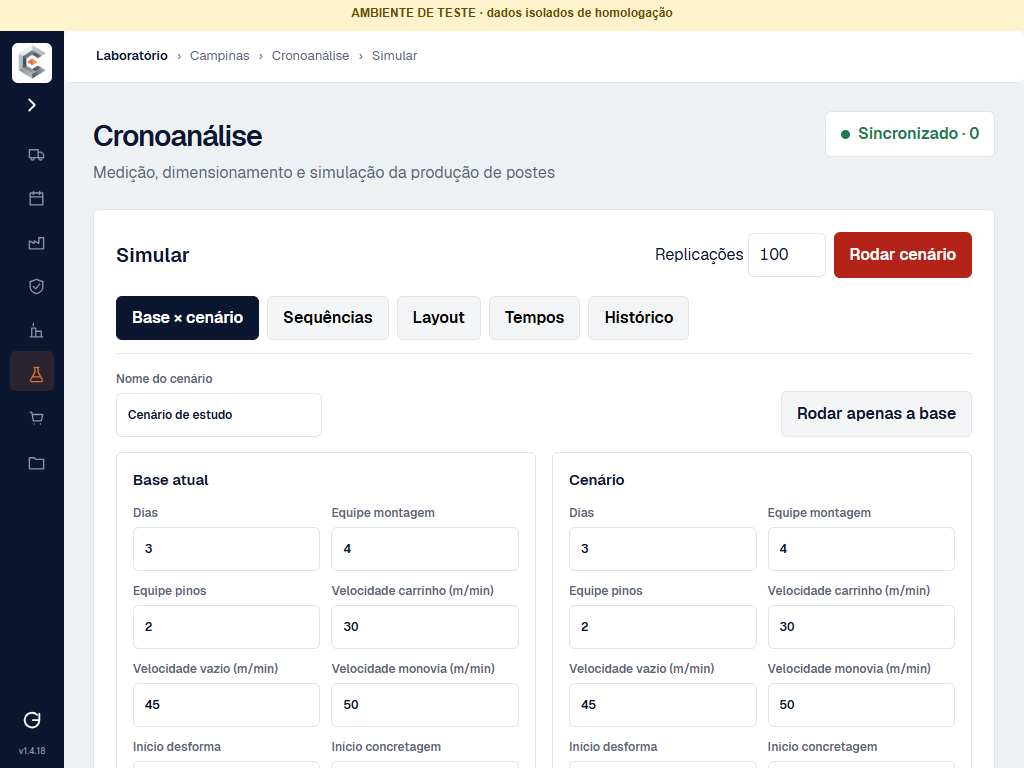 AMBIENTE DE TESTE · dados isolados de homologação
Laboratório › Campinas › Cronoanálise › Simular
Cronoanálise
Sincronizado · 0
Medição, dimensionamento e simulação da produção de postes
Simular
Replicações 100 Rodar cenário
Base × cenário Sequências Layout Tempos Histórico
Nome do cenário
Cenário de estudo
Rodar apenas a base
Base atual
Dias Equipe montagem
3 4
Equipe pinos Velocidade carrinho (m/min)
2 30
Velocidade vazio (m/min) Velocidade monovia (m/min)
45 50
Início desforma Início concretagem
Cenário
Dias Equipe montagem
3 4
Equipe pinos Velocidade carrinho (m/min)
2 30
Velocidade vazio (m/min) Velocidade monovia (m/min)
45 50
Início desforma Início concretagem
v1.4.18